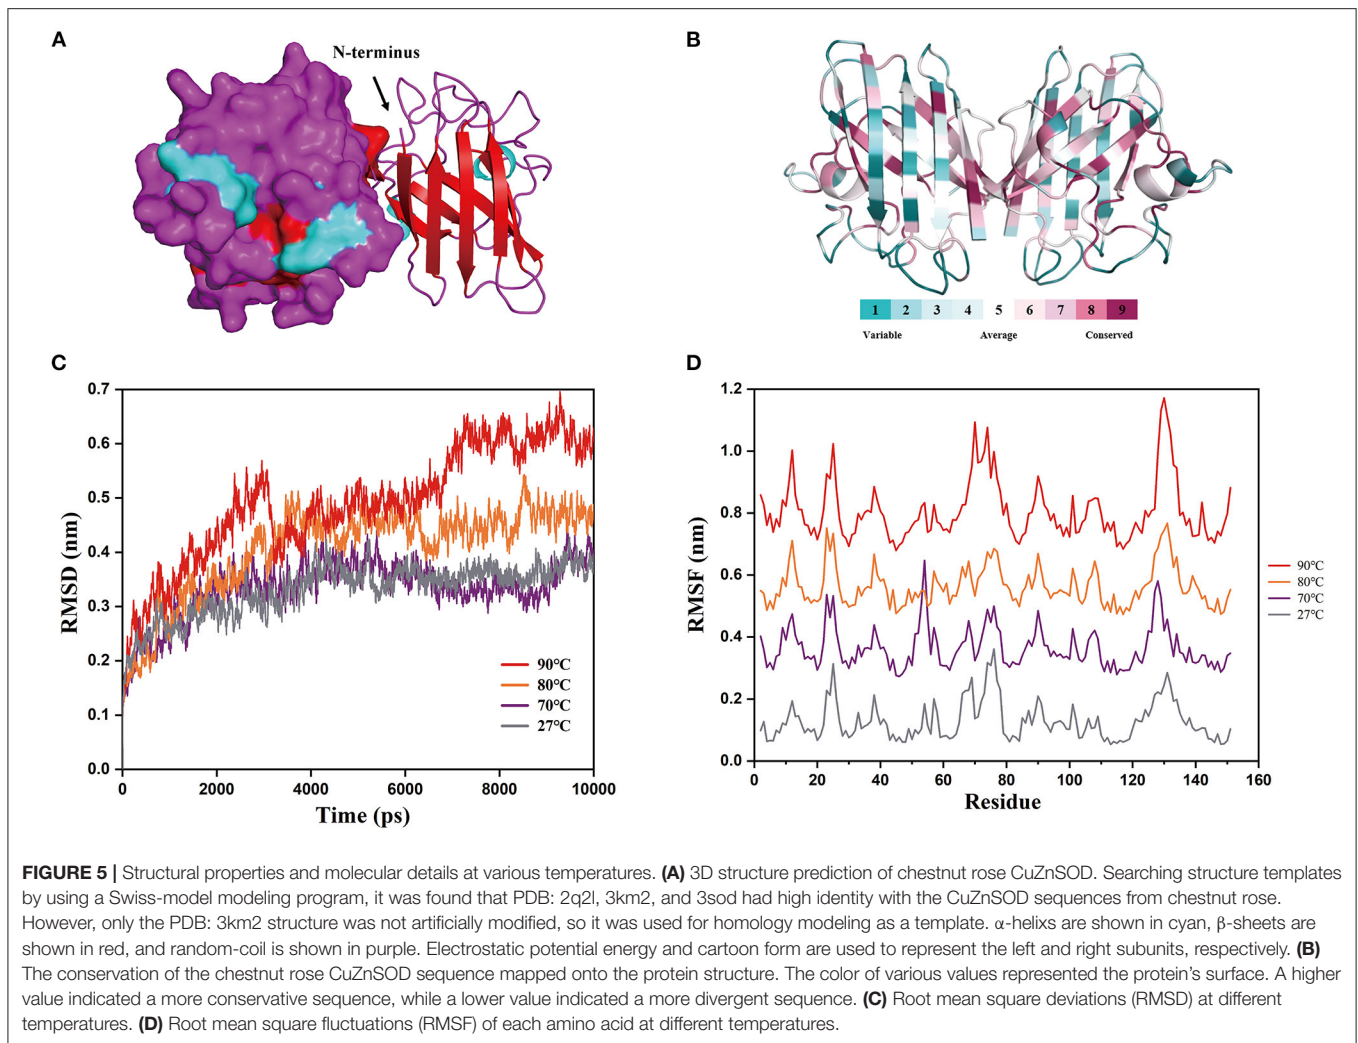 A
N-terminus
B
1 2 3 4 5 6 7 8 9
Variable Average Conserved
C
0.7
0.6
0.5
0.4
0.3
0.2
0.1
0.0
RMSD (nm)
90°C
80°C
70°C
27°C
0 2000 4000 6000 8000 10000
Time (ps)
D
1.2
1.0
0.8
0.6
0.4
0.2
0.0
RMSF (nm)
90°C
80°C
70°C
27°C
0 20 40 60 80 100 120 140 160
Residue
FIGURE 5 | Structural properties and molecular details at various temperatures. (A) 3D structure prediction of chestnut rose CuZnSOD. Searching structure templates
by using a Swiss-model modeling program, it was found that PDB: 2q2l, 3km2, and 3sod had high identity with the CuZnSOD sequences from chestnut rose.
However, only the PDB: 3km2 structure was not artificially modified, so it was used for homology modeling as a template. α-helixs are shown in cyan, β-sheets are
shown in red, and random-coil is shown in purple. Electrostatic potential energy and cartoon form are used to represent the left and right subunits, respectively. (B)
The conservation of the chestnut rose CuZnSOD sequence mapped onto the protein structure. The color of various values represented the protein's surface. A higher
value indicated a more conservative sequence, while a lower value indicated a more divergent sequence. (C) Root mean square deviations (RMSD) at different
temperatures. (D) Root mean square fluctuations (RMSF) of each amino acid at different temperatures.